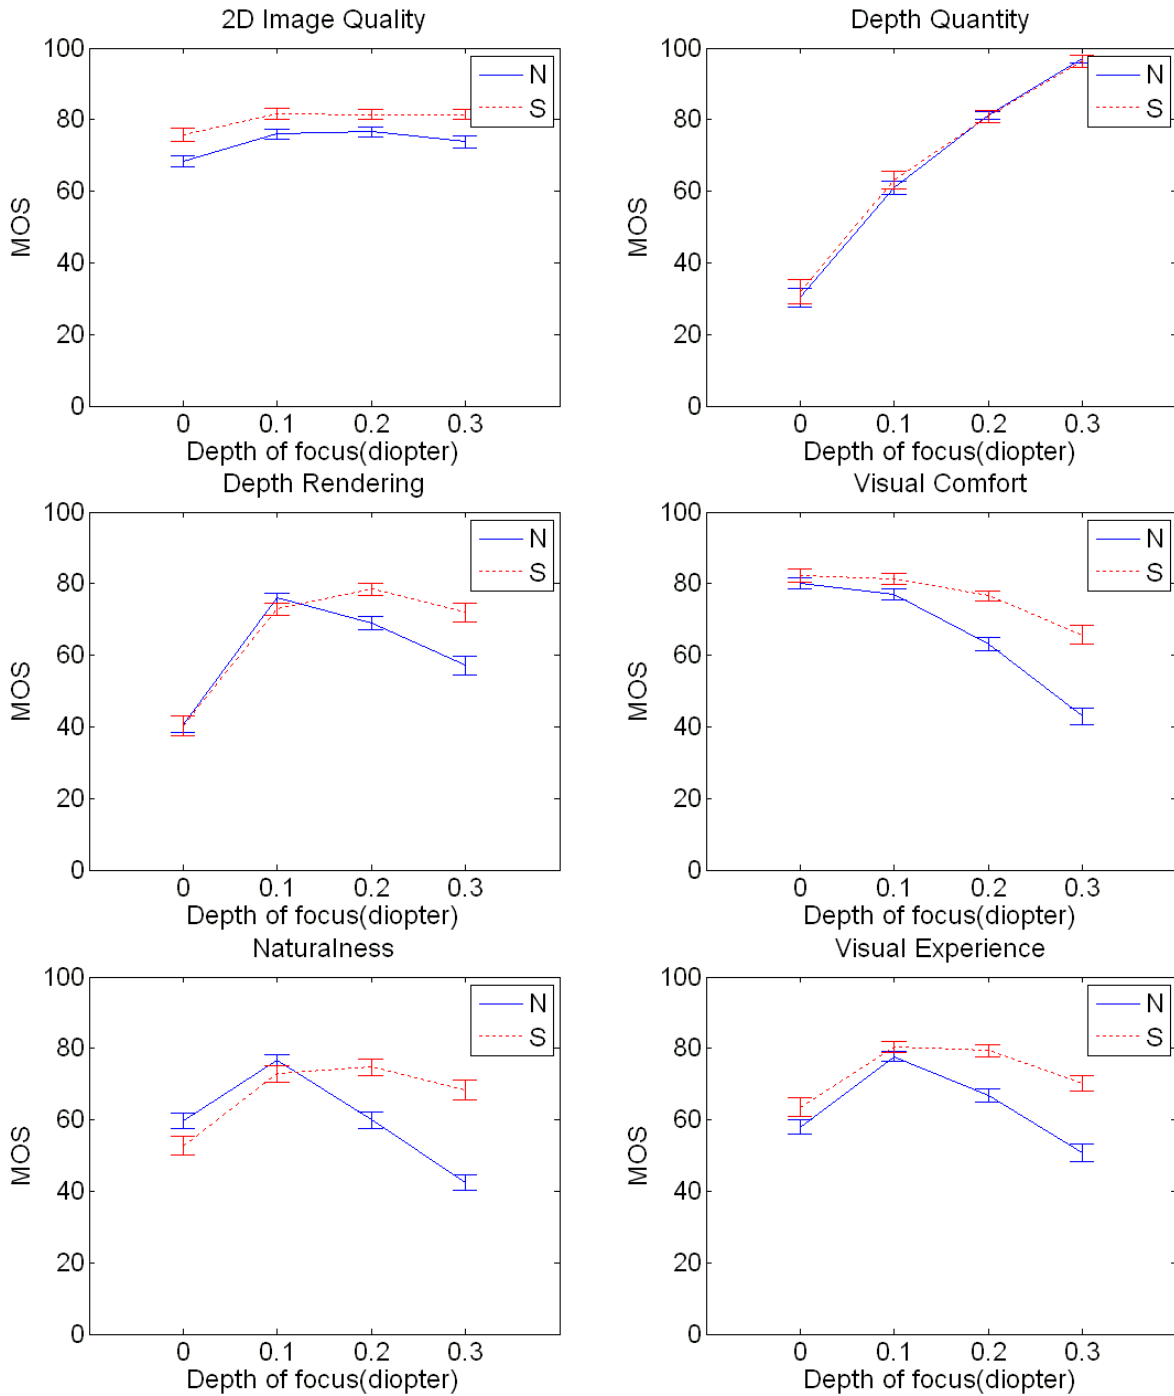 2D Image Quality
100
80
60
40
20
0
MOS
N
S
0 0.1 0.2 0.3
Depth of focus(diopter)
Depth Quantity
100
80
60
40
20
0
MOS
N
S
0 0.1 0.2 0.3
Depth of focus(diopter)
Depth Rendering
100
80
60
40
20
0
MOS
N
S
0 0.1 0.2 0.3
Depth of focus(diopter)
Visual Comfort
100
80
60
40
20
0
MOS
N
S
0 0.1 0.2 0.3
Depth of focus(diopter)
Naturalness
100
80
60
40
20
0
MOS
N
S
0 0.1 0.2 0.3
Depth of focus(diopter)
Visual Experience
100
80
60
40
20
0
MOS
N
S
0 0.1 0.2 0.3
Depth of focus(diopter)